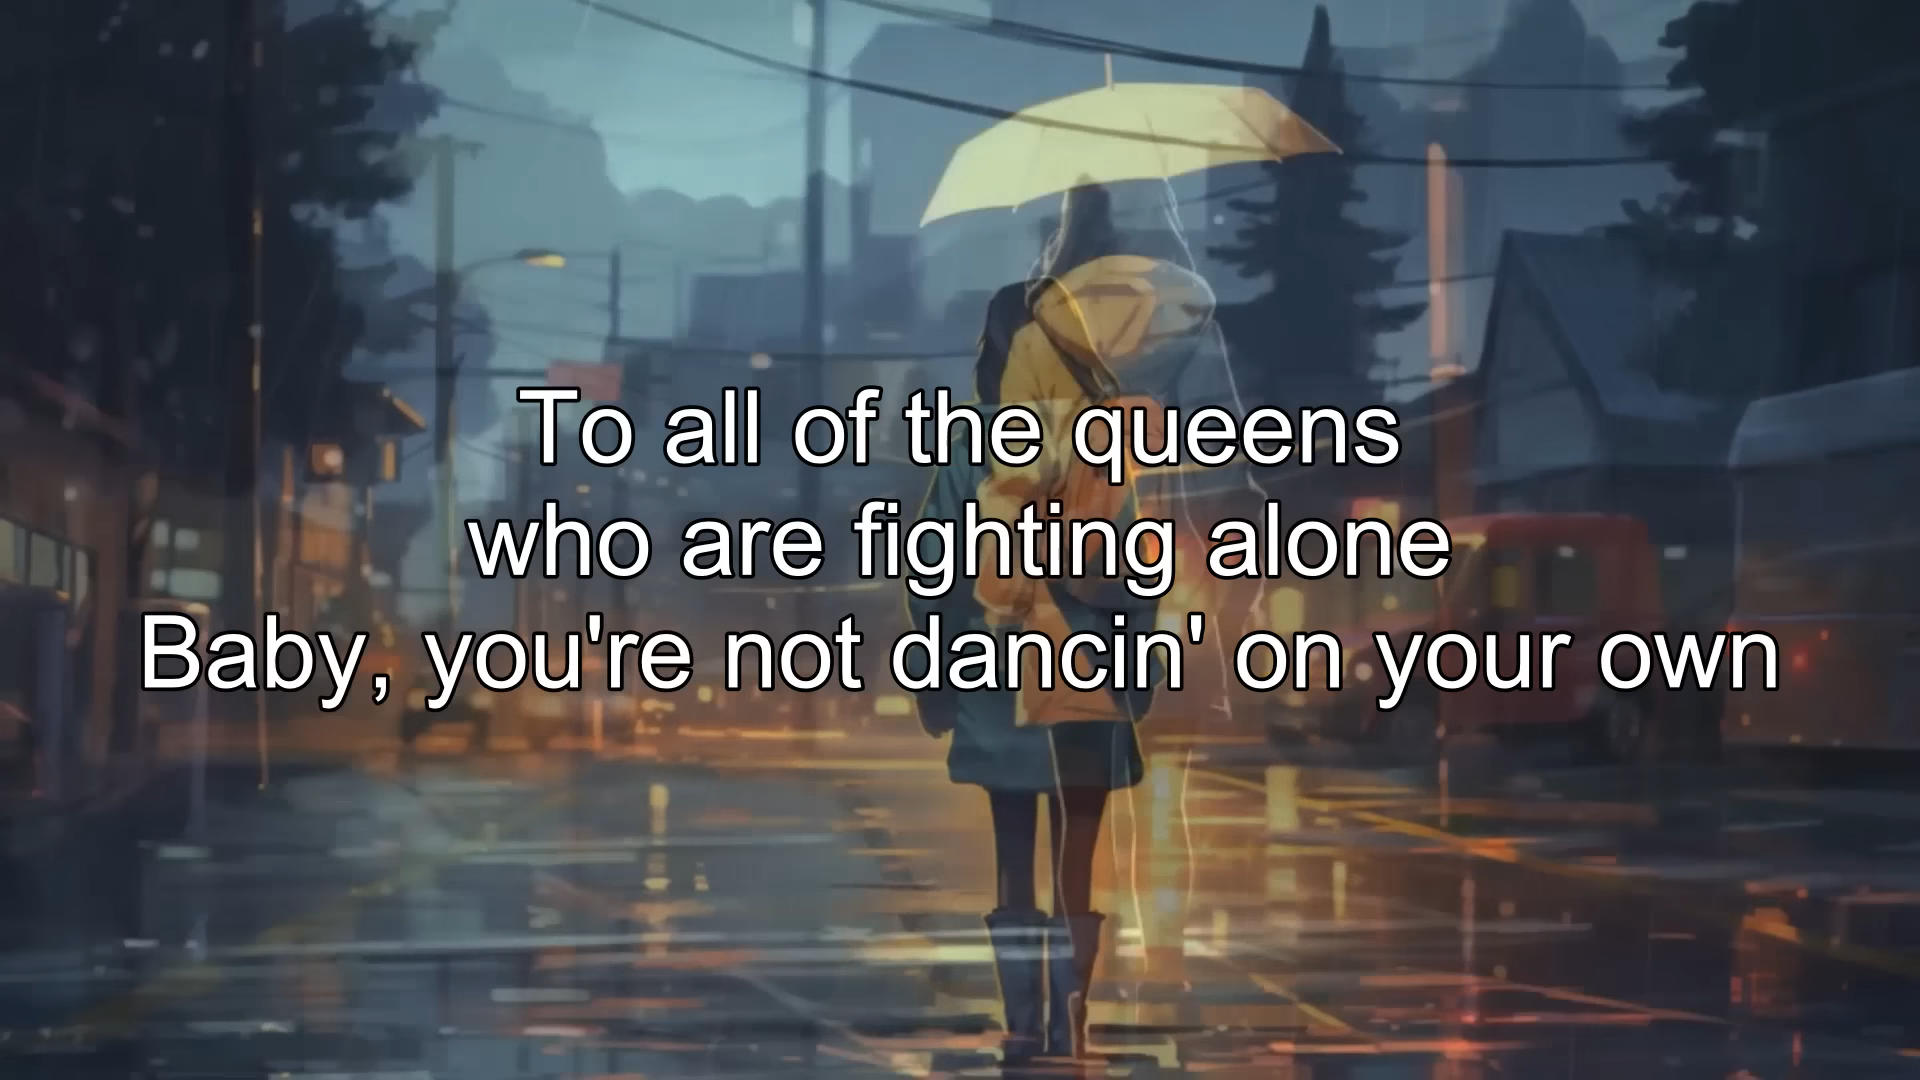 To all of the queens
who are fighting alone
Baby, you're not dancin' on your own